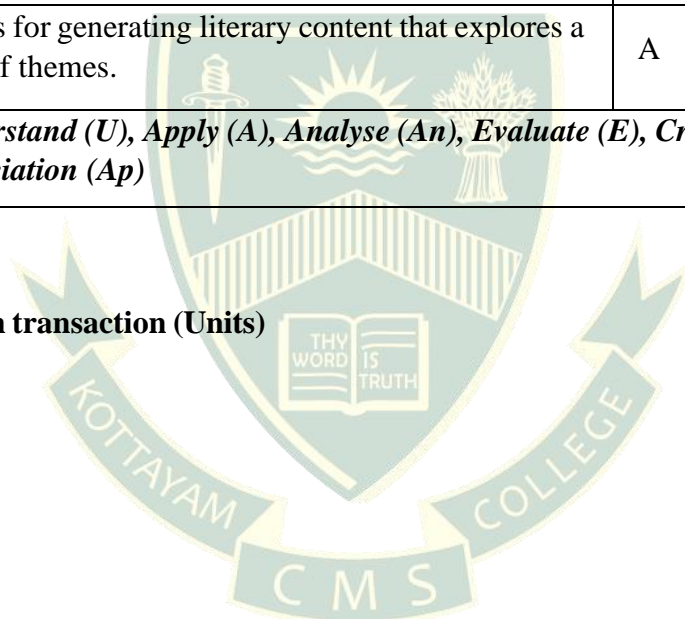 s for generating literary content that explores a
f themes.
A
rstand (U), Apply (A), Analyse (An), Evaluate (E), Cr
iation (Ap)
n transaction (Units)
THY
WORD IS
TRUTH
KOTTAYAM
CMS
COLLEGE